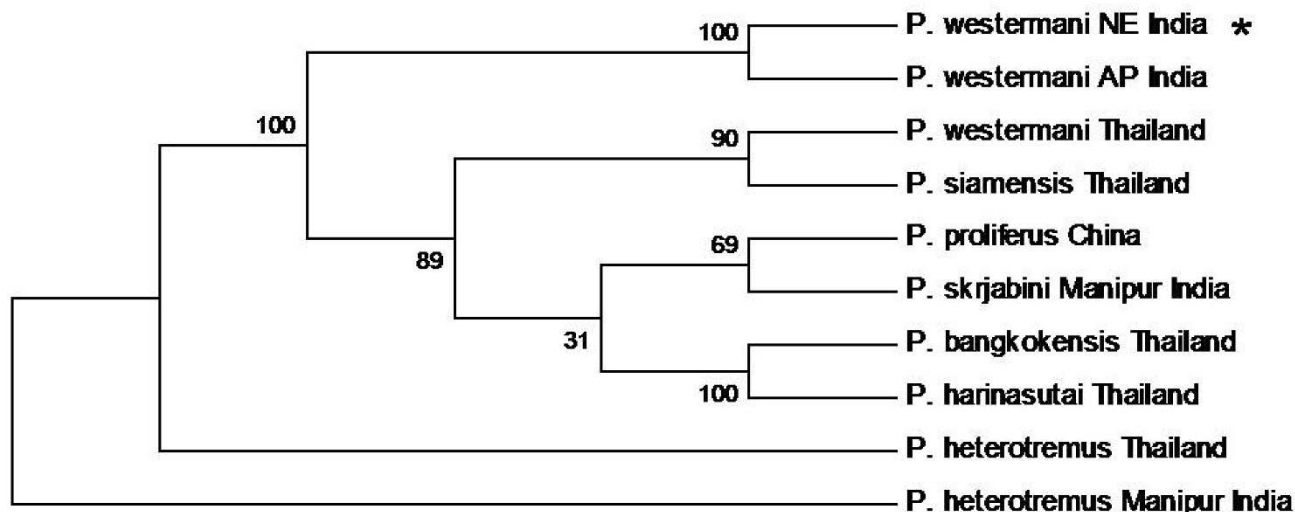 100
P. westermani NE India *
P. westermani AP India
100
90
P. westermani Thailand
P. siamensis Thailand
89
69
P. proliferus China
P. skrjabini Manipur India
31
P. bangkokensis Thailand
100
P. harinasutai Thailand
P. heterotremus Thailand
P. heterotremus Manipur India